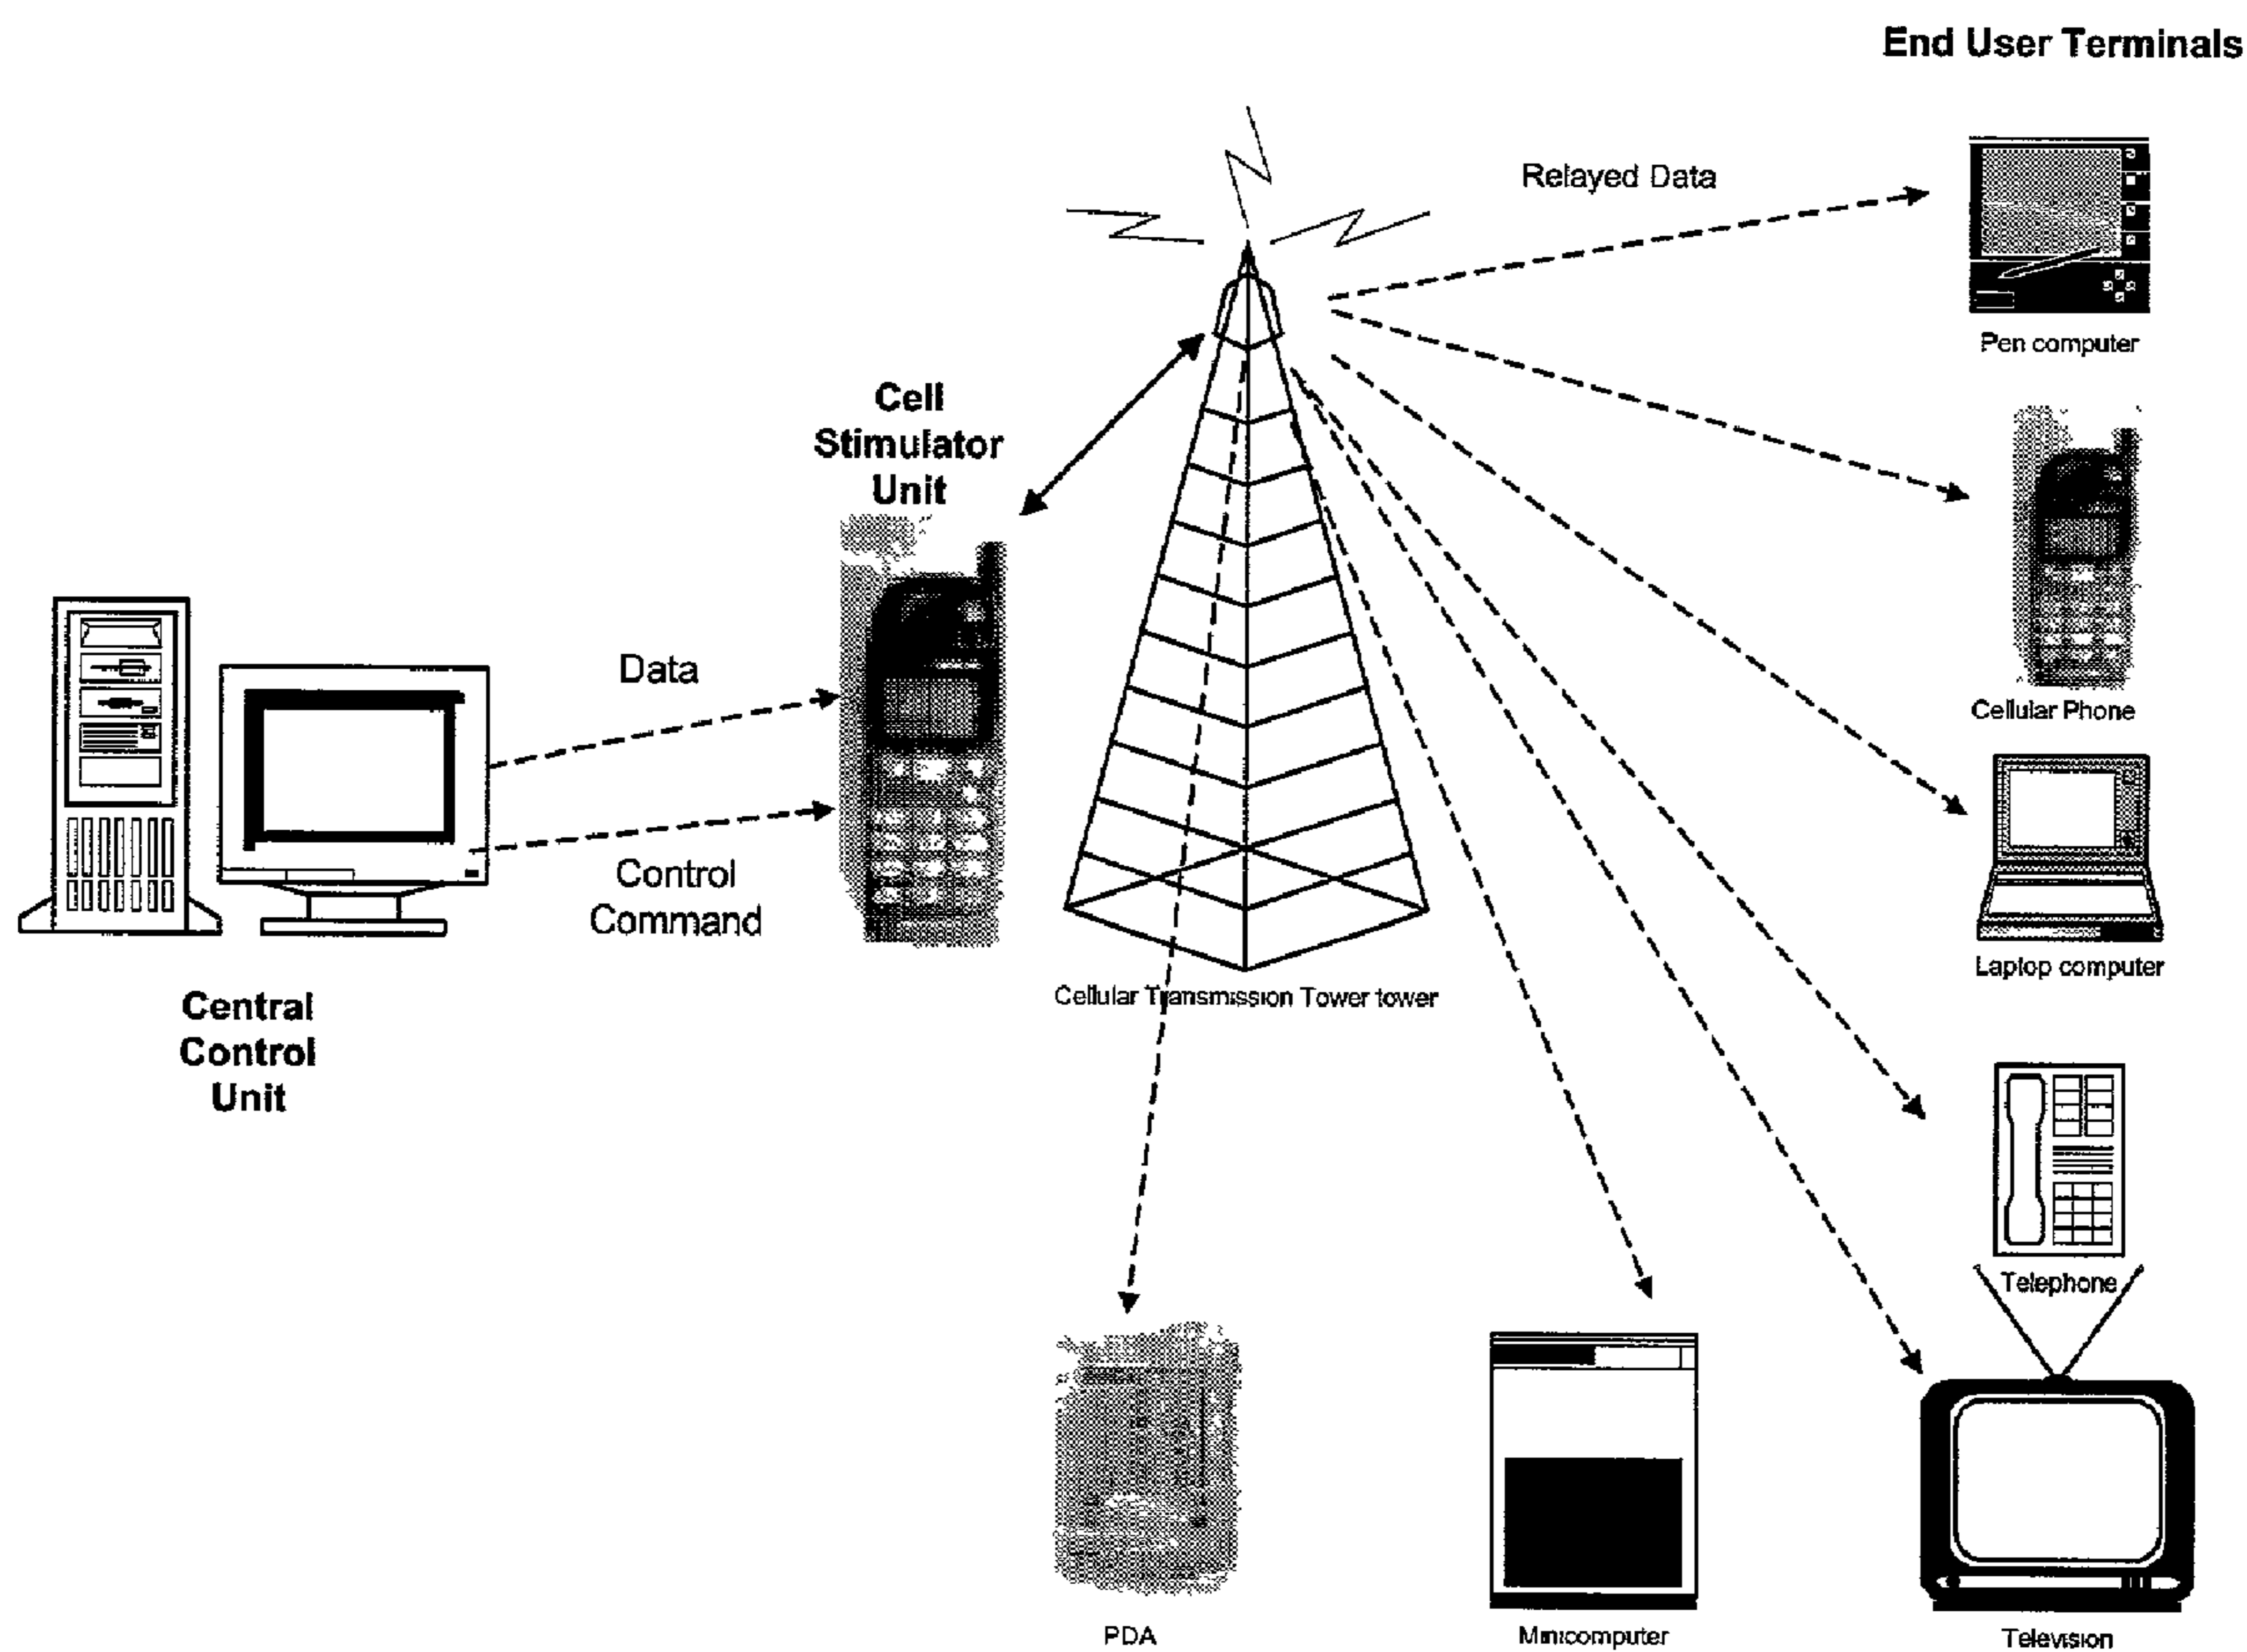 End User Terminals
Relayed Data
Pen computer
Cell
Stimulator
Unit
Data
Cellular Phone
Control
Command
Laptop computer
Cellular Transmission Tower tower
Central
Control
Unit
Telephone
PDA
Minicomputer
Television